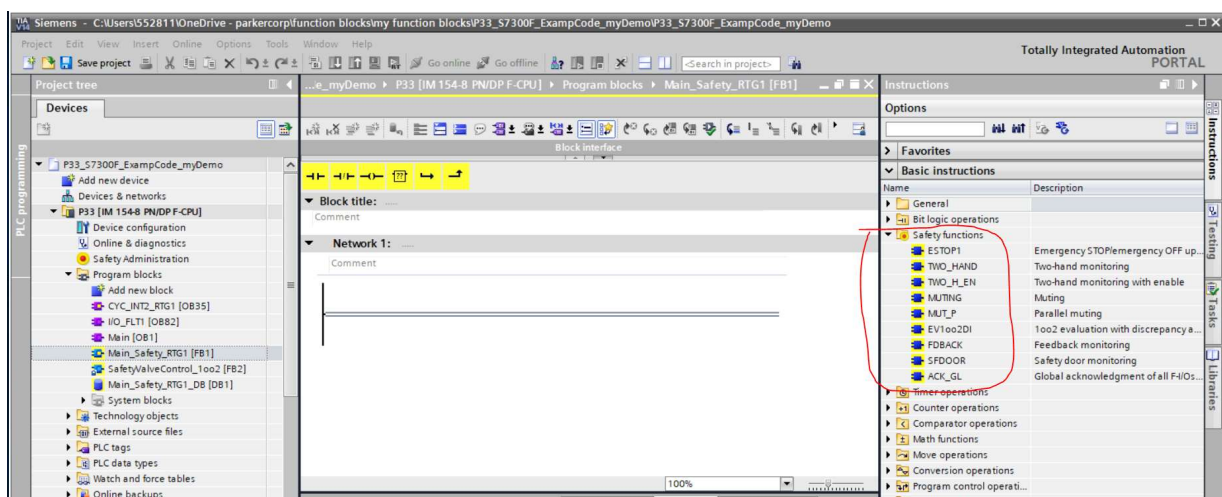 Siemens - C:\Users\552811\OneDrive - parkercorp\function blocks\my function blocks\P33_S7300F_ExampCode_myDemo\P33_S7300F_ExampCode_myDemo
Project Edit View Insert Online Options Tools Window Help
Totally Integrated Automation
PORTAL
Save project
Go online
Go offline
<Search in project>
Project tree
...e_myDemo ▸ P33 [IM 154-8 PN/DP F-CPU] ▸ Program blocks ▸ Main_Safety_RTG1 [FB1]
Instructions
Devices
Options
Block interface
PLC programming
P33_S7300F_ExampCode_myDemo
Add new device
Devices & networks
P33 [IM 154-8 PN/DP F-CPU]
Device configuration
Online & diagnostics
Safety Administration
Program blocks
Add new block
CYC_INT2_RTG1 [OB35]
I/O_FLT1 [OB82]
Main [OB1]
Main_Safety_RTG1 [FB1]
SafetyValveControl_1oo2 [FB2]
Main_Safety_RTG1_DB [DB1]
System blocks
Technology objects
External source files
PLC tags
PLC data types
Watch and force tables
Online backups
??
Block title: .....
Comment
Network 1: .....
Comment
100%
Favorites
Basic instructions
Name Description
General
Bit logic operations
Safety functions
ESTOP1 Emergency STOP/emergency OFF up...
TWO_HAND Two-hand monitoring
TWO_H_EN Two-hand monitoring with enable
MUTING Muting
MUT_P Parallel muting
EV1oo2DI 1oo2 evaluation with discrepancy a...
FDBACK Feedback monitoring
SFDOOR Safety door monitoring
ACK_GL Global acknowledgment of all F-I/Os...
Timer operations
Counter operations
Comparator operations
Math functions
Move operations
Conversion operations
Program control operati...
Instructions
Testing
Tasks
Libraries